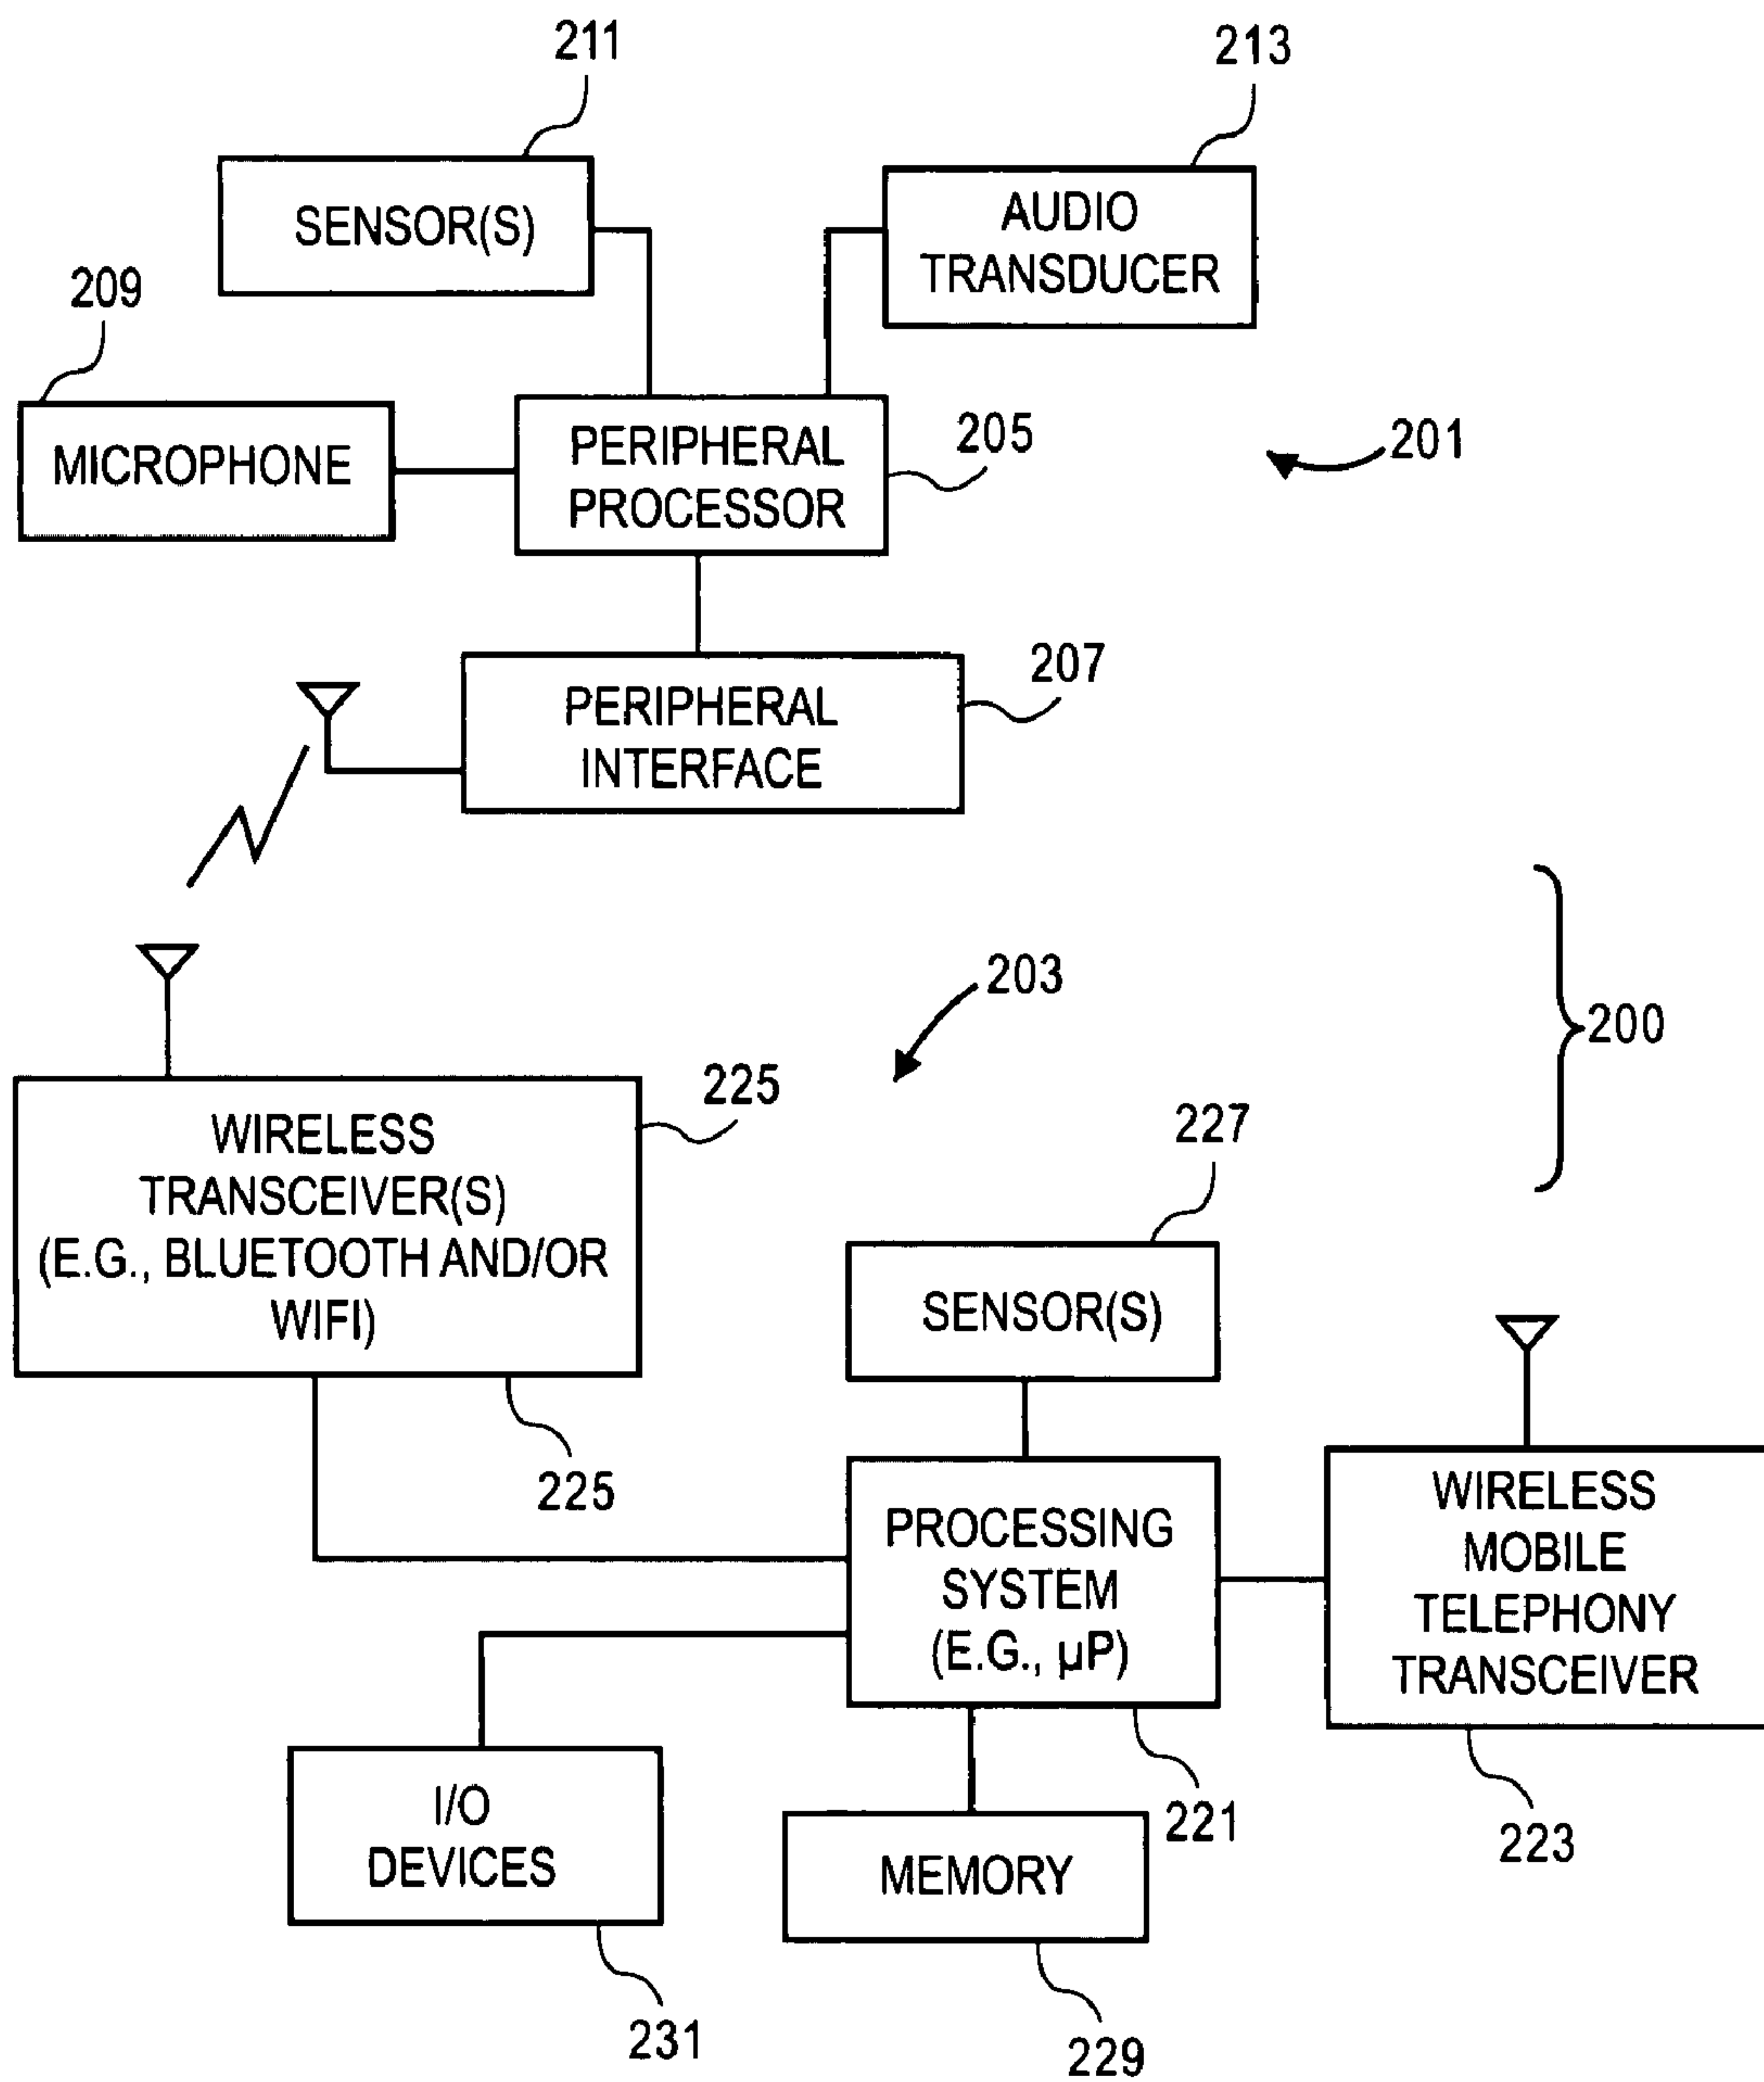 211
213
SENSOR(S)
AUDIO
TRANSDUCER
209
MICROPHONE
PERIPHERAL
PROCESSOR
205
201
207
PERIPHERAL
INTERFACE
203
200
225
WIRELESS
TRANSCEIVER(S)
(E.G., BLUETOOTH AND/OR
WIFI)
227
SENSOR(S)
225
PROCESSING
SYSTEM
(E.G., µP)
WIRELESS
MOBILE
TELEPHONY
TRANSCEIVER
I/O
DEVICES
221
223
MEMORY
231
229